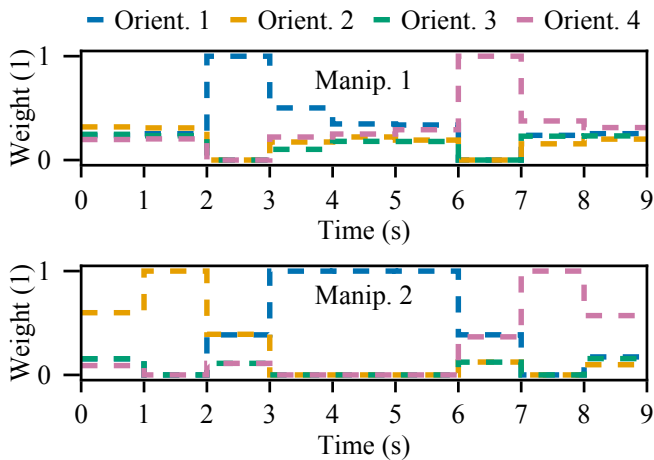 Orient. 1 Orient. 2 Orient. 3 Orient. 4
Weight (1)
1
0
Manip. 1
0 1 2 3 4 5 6 7 8 9
Time (s)
Weight (1)
1
0
Manip. 2
0 1 2 3 4 5 6 7 8 9
Time (s)